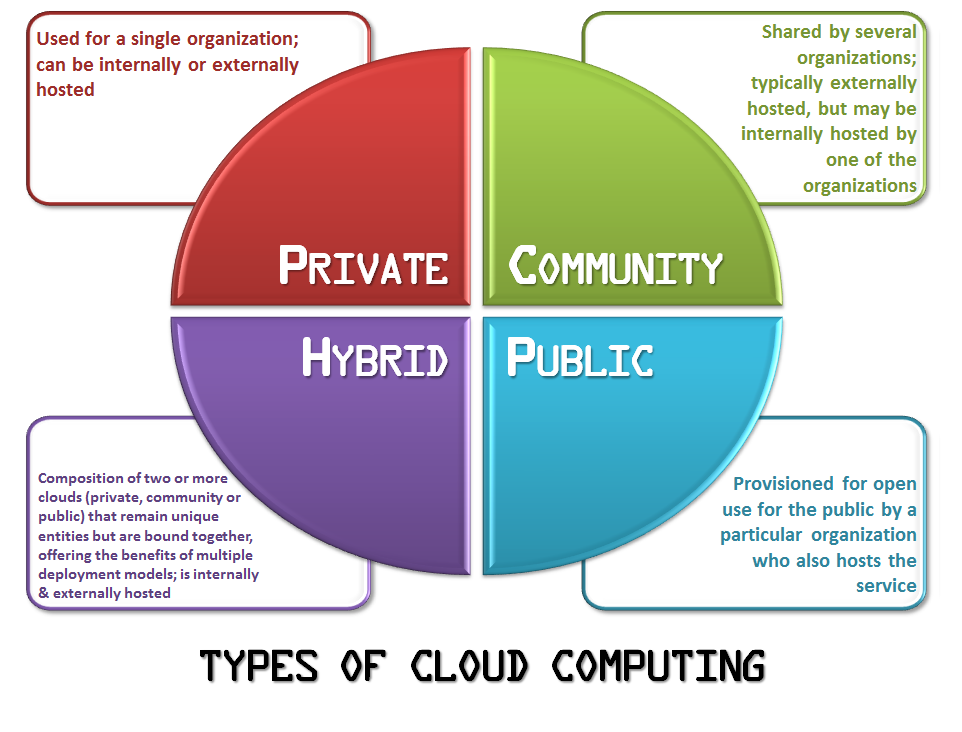 Used for a single organization;
can be internally or externally
hosted
Shared by several
organizations;
typically externally
hosted, but may be
internally hosted by
one of the
organizations
PRIVATE
COMMUNITY
HYBRID
PUBLIC
Composition of two or more
clouds (private, community or
public) that remain unique
entities but are bound together,
offering the benefits of multiple
deployment models; is internally
& externally hosted
Provisioned for open
use for the public by a
particular organization
who also hosts the
service
TYPES OF CLOUD COMPUTING